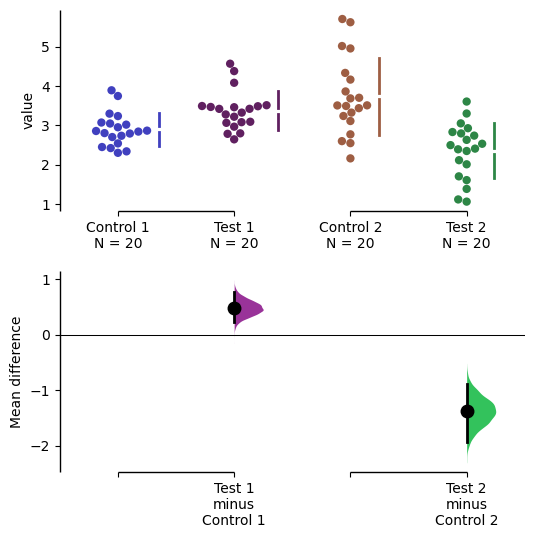 value
5
4
3
2
1
Control 1
N = 20
Test 1
N = 20
Control 2
N = 20
Test 2
N = 20
Mean difference
1
0
−1
−2
Test 1
minus
Control 1
Test 2
minus
Control 2